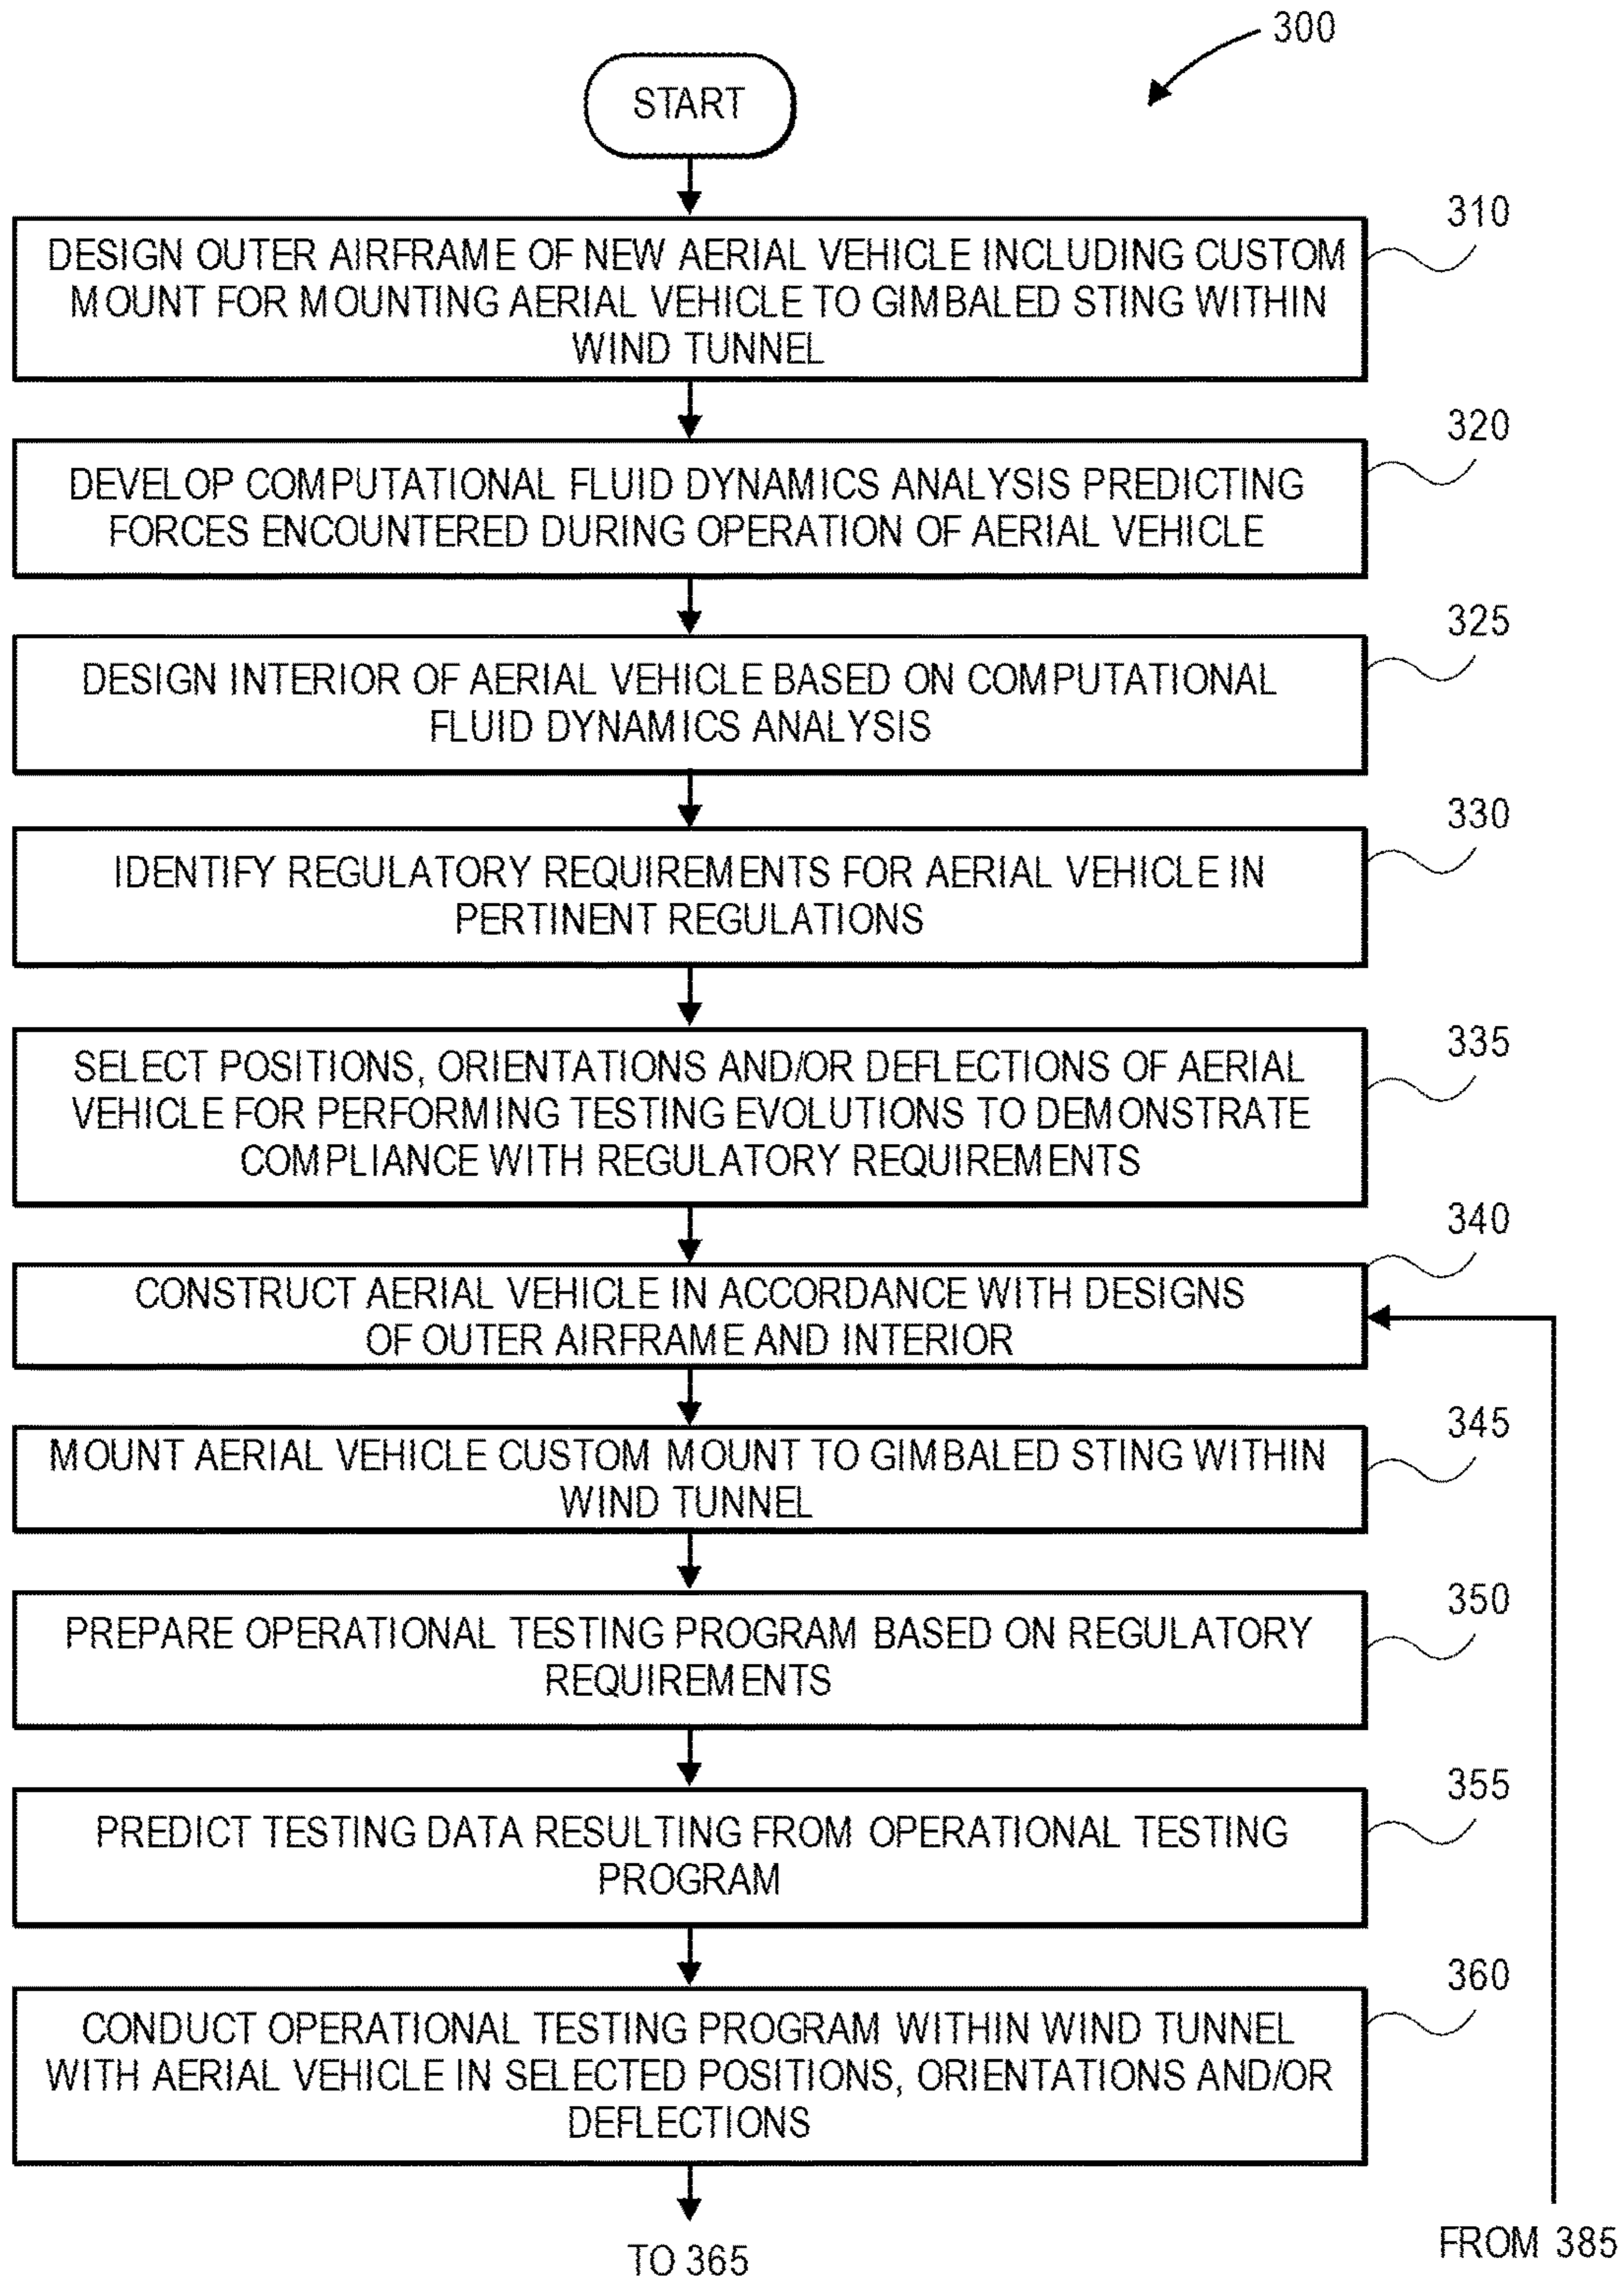 300
START
310
DESIGN OUTER AIRFRAME OF NEW AERIAL VEHICLE INCLUDING CUSTOM
MOUNT FOR MOUNTING AERIAL VEHICLE TO GIMBALED STING WITHIN
WIND TUNNEL
320
DEVELOP COMPUTATIONAL FLUID DYNAMICS ANALYSIS PREDICTING
FORCES ENCOUNTERED DURING OPERATION OF AERIAL VEHICLE
325
DESIGN INTERIOR OF AERIAL VEHICLE BASED ON COMPUTATIONAL
FLUID DYNAMICS ANALYSIS
330
IDENTIFY REGULATORY REQUIREMENTS FOR AERIAL VEHICLE IN
PERTINENT REGULATIONS
335
SELECT POSITIONS, ORIENTATIONS AND/OR DEFLECTIONS OF AERIAL
VEHICLE FOR PERFORMING TESTING EVOLUTIONS TO DEMONSTRATE
COMPLIANCE WITH REGULATORY REQUIREMENTS
340
CONSTRUCT AERIAL VEHICLE IN ACCORDANCE WITH DESIGNS
OF OUTER AIRFRAME AND INTERIOR
345
MOUNT AERIAL VEHICLE CUSTOM MOUNT TO GIMBALED STING WITHIN
WIND TUNNEL
350
PREPARE OPERATIONAL TESTING PROGRAM BASED ON REGULATORY
REQUIREMENTS
355
PREDICT TESTING DATA RESULTING FROM OPERATIONAL TESTING
PROGRAM
360
CONDUCT OPERATIONAL TESTING PROGRAM WITHIN WIND TUNNEL
WITH AERIAL VEHICLE IN SELECTED POSITIONS, ORIENTATIONS AND/OR
DEFLECTIONS
TO 365
FROM 385